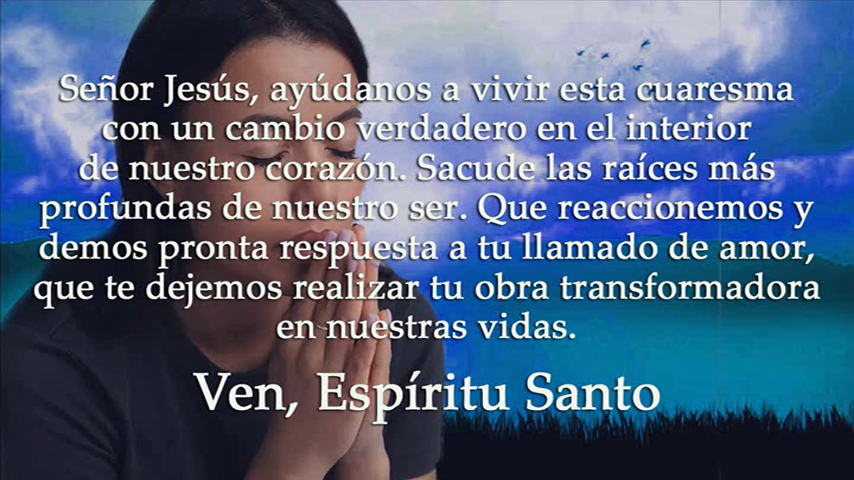 Señor Jesús, ayúdanos a vivir esta cuaresma
con un cambio verdadero en el interior
de nuestro corazón. Sacude las raíces más
profundas de nuestro ser. Que reaccionemos y
demos pronta respuesta a tu llamado de amor,
que te dejemos realizar tu obra transformadora
en nuestras vidas.
Ven, Espíritu Santo